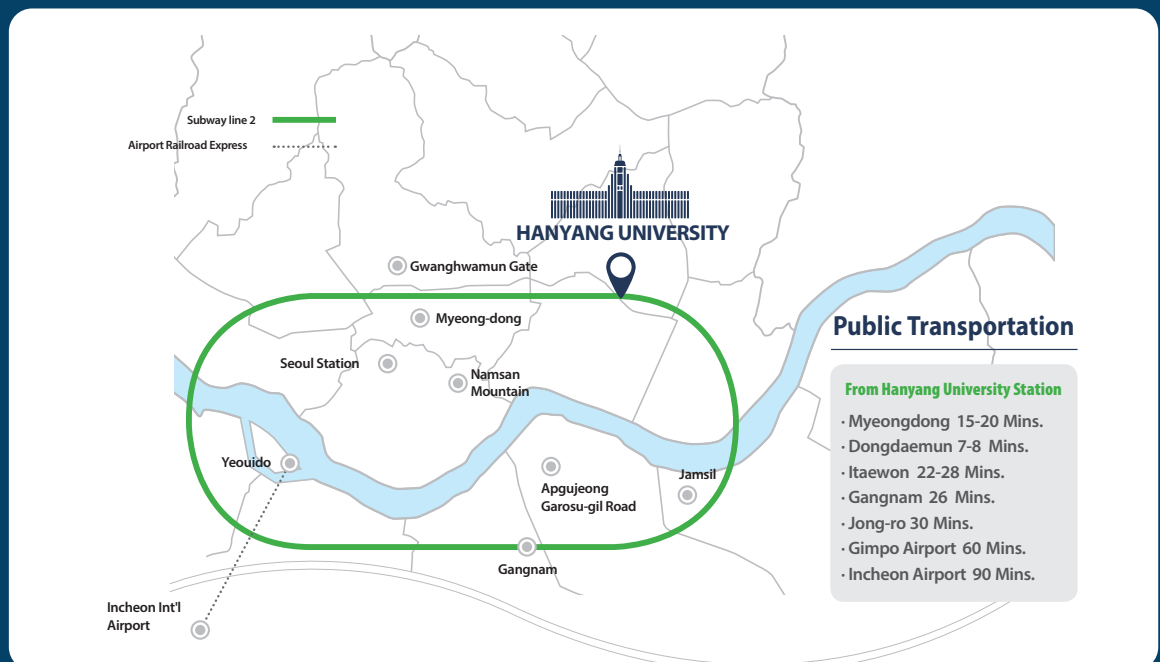 Subway line 2
Airport Railroad Express
HANYANG UNIVERSITY
Gwanghwamun Gate
Myeong-dong
Seoul Station
Namsan
Mountain
Yeouido
Apgujeong
Garosu-gil Road
Jamsil
Gangnam
Incheon Int'l
Airport
Public Transportation
From Hanyang University Station
· Myeongdong 15-20 Mins.
· Dongdaemun 7-8 Mins.
· Itaewon 22-28 Mins.
· Gangnam 26 Mins.
· Jong-ro 30 Mins.
· Gimpo Airport 60 Mins.
· Incheon Airport 90 Mins.